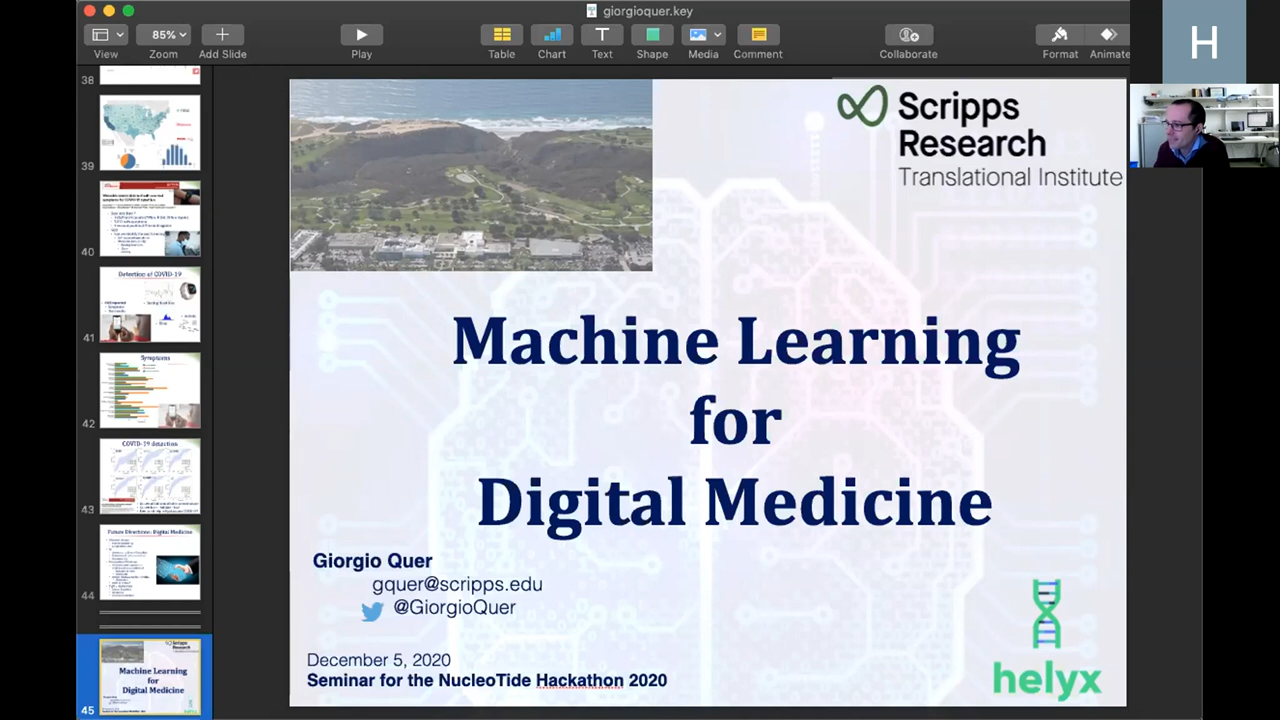 giorgioquer.key
85%
View
Zoom
Add Slide
Play
Table
Chart
Text
Shape
Media
Comment
Collaborate
Format
Animate
H
38
39
40
Detection of COVID-19
41
Symptoms
42
COVID-19 detection
43
Future Directions: Digital Medicine
44
Scripps Research
Machine Learning
for
Digital Medicine
45
Scripps
Research
Translational Institute
Machine Learning
for
Digital Medicine
Giorgio Quer
gquer@scripps.edu
@GiorgioQuer
December 5, 2020
Seminar for the NucleoTide Hackathon 2020
helyx